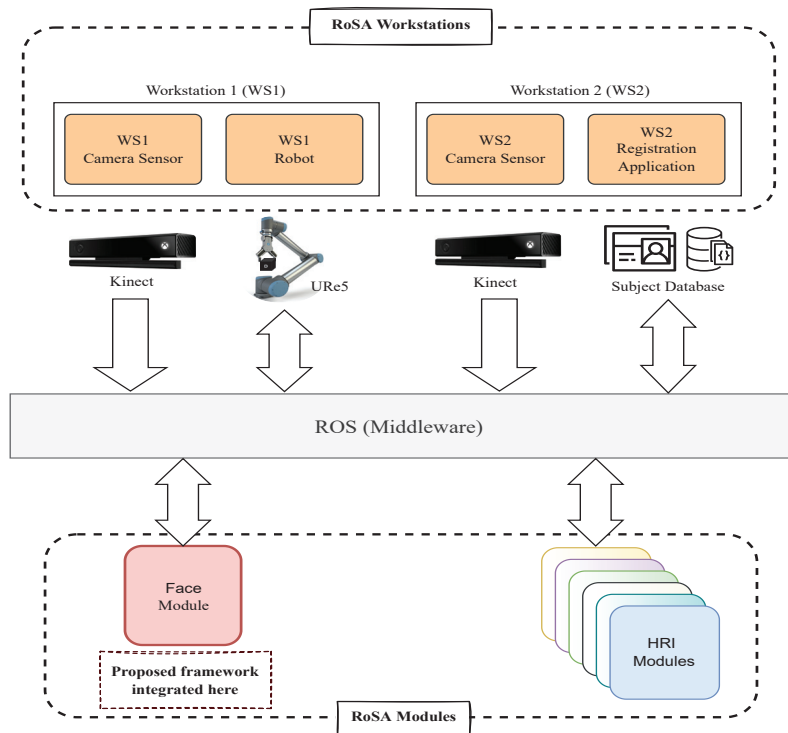 RoSA Workstations
Workstation 1 (WS1)
Workstation 2 (WS2)
WS1
Camera Sensor
WS1
Robot
WS2
Camera Sensor
WS2
Registration
Application
Kinect
URe5
Kinect
{}
Subject Database
ROS (Middleware)
Face
Module
Proposed framework
integrated here
HRI
Modules
RoSA Modules